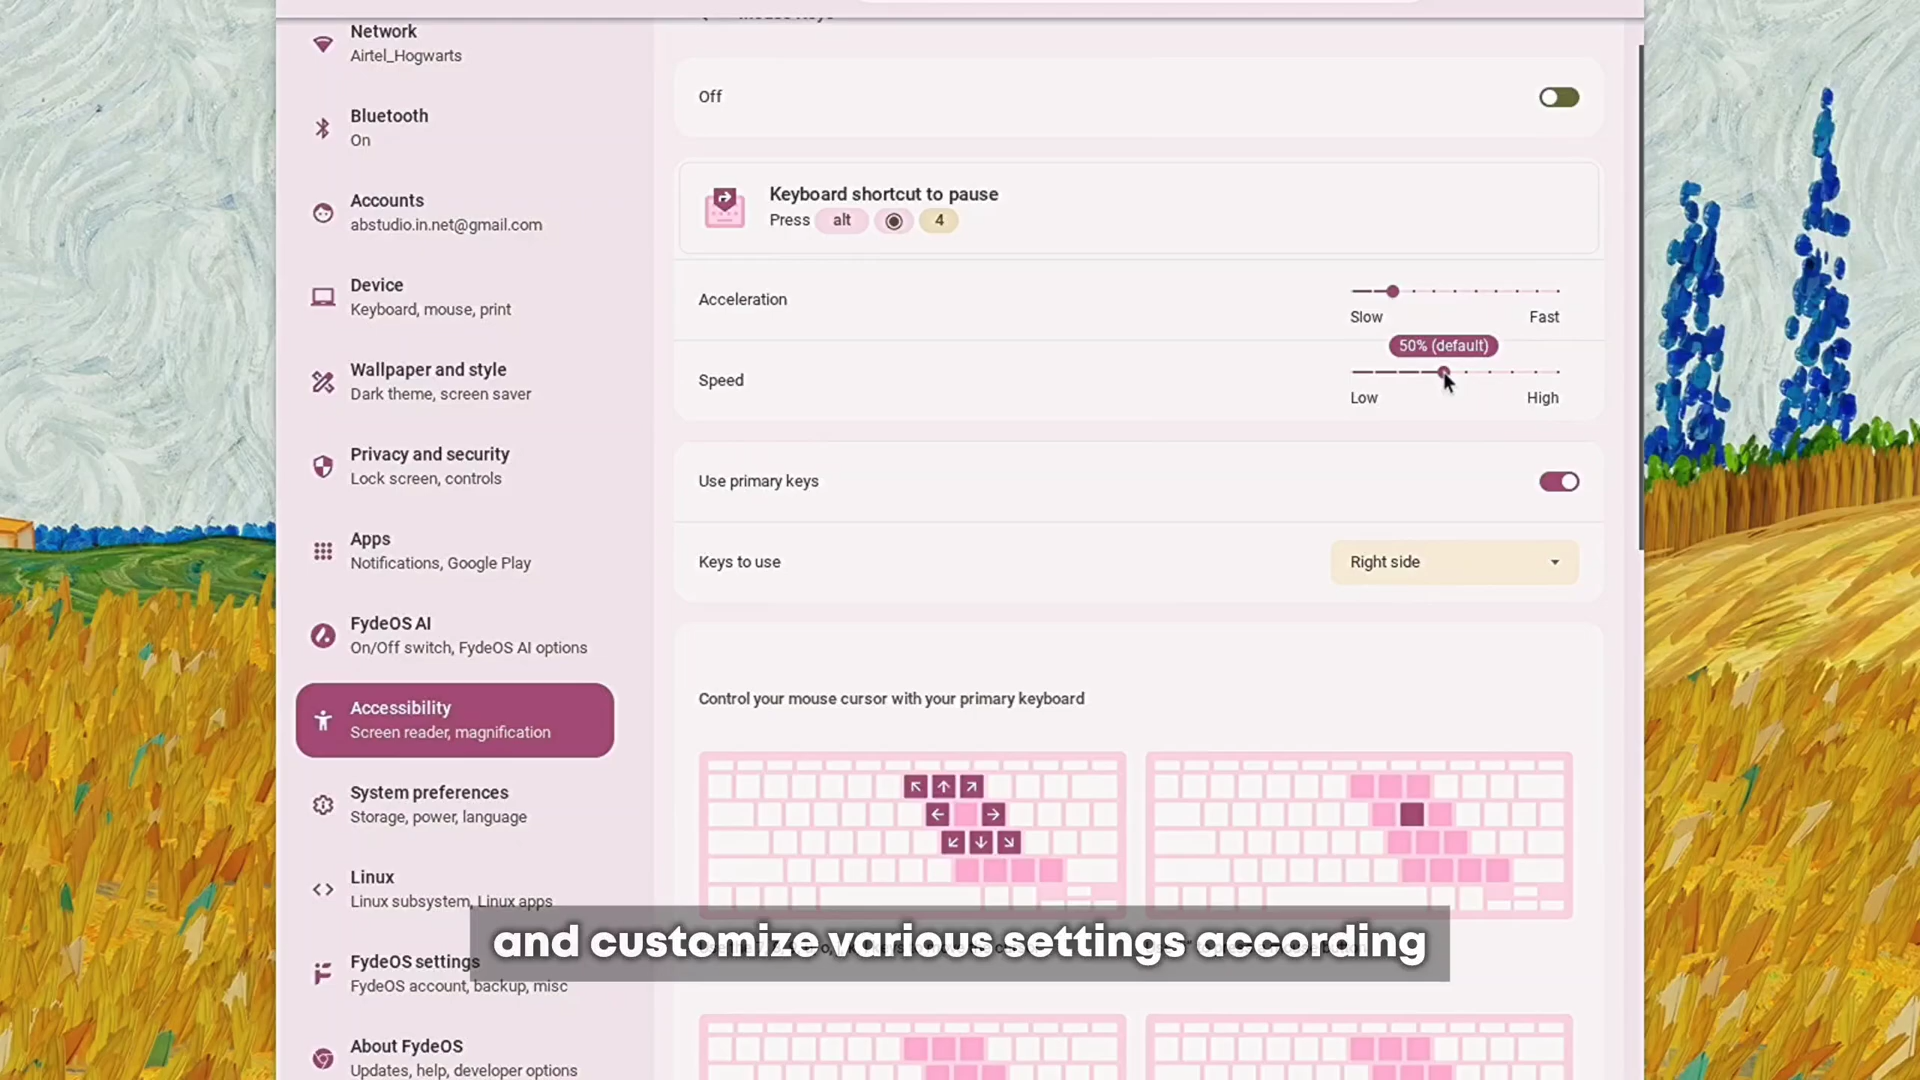 Network
Airtel_Hogwarts
Bluetooth
On
Accounts
abstudio.in.net@gmail.com
Device
Keyboard, mouse, print
Wallpaper and style
Dark theme, screen saver
Privacy and security
Lock screen, controls
Apps
Notifications, Google Play
FydeOS AI
On/Off switch, FydeOS AI options
Accessibility
Screen reader, magnification
System preferences
Storage, power, language
Linux
Linux subsystem, Linux apps
FydeOS settings
FydeOS account, backup, misc
About FydeOS
Updates, help, developer options
Off
Keyboard shortcut to pause
Press alt 4
Acceleration
Slow Fast
50% (default)
Speed
Low High
Use primary keys
Keys to use
Right side
Control your mouse cursor with your primary keyboard
and customize various settings according